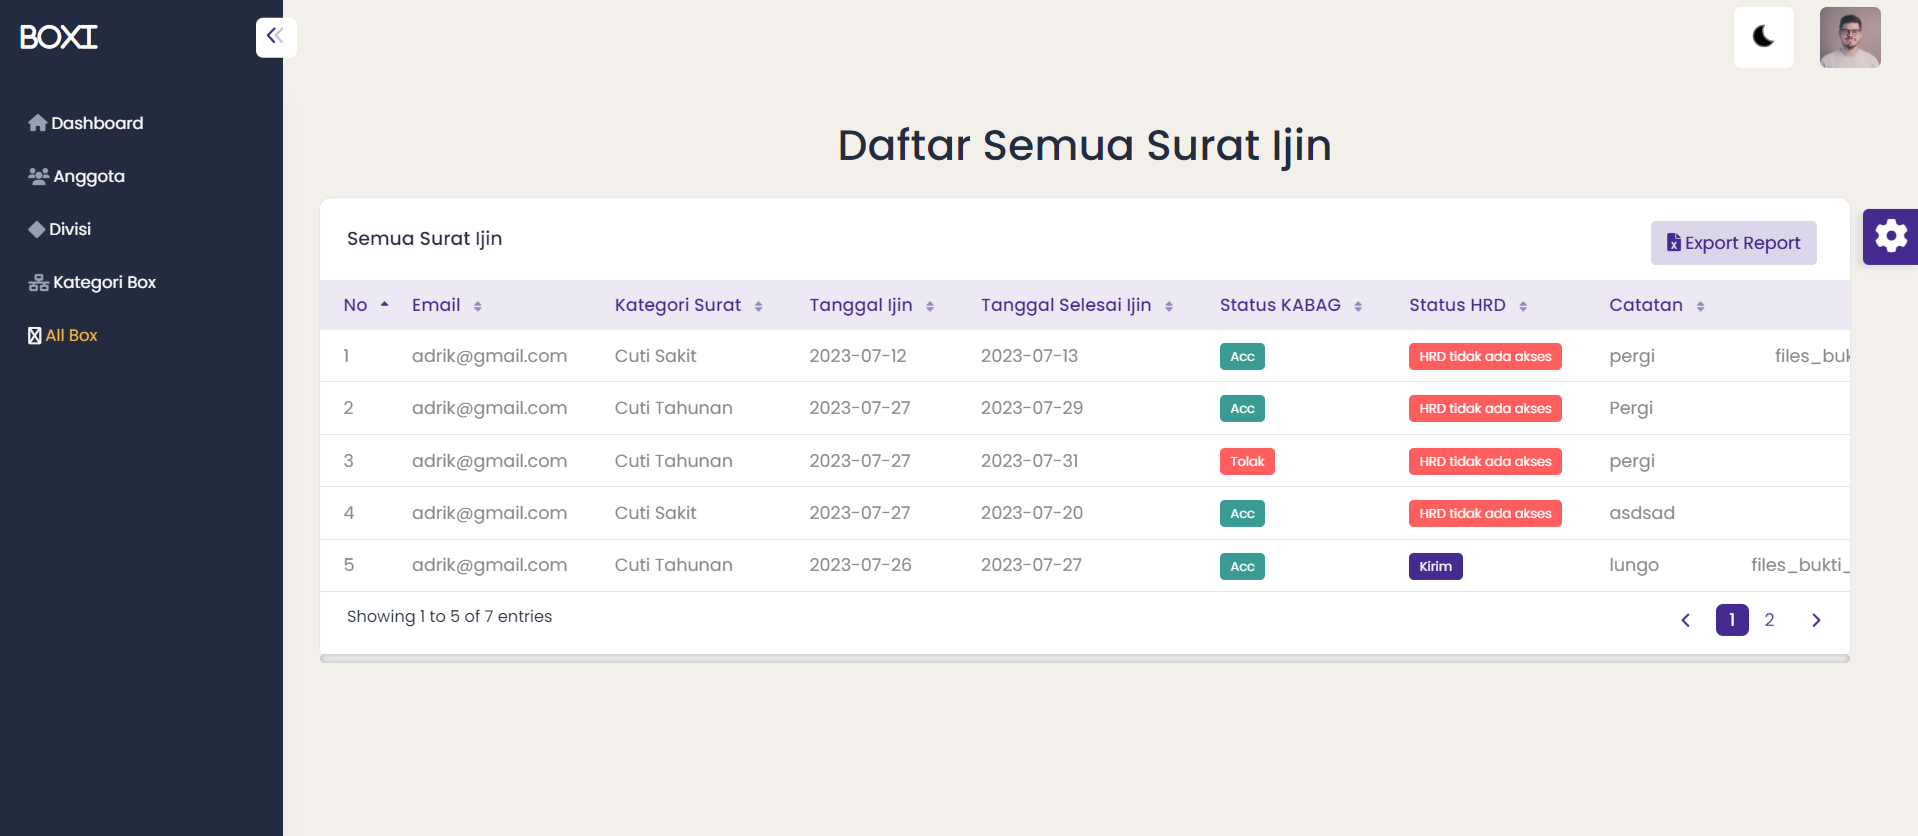 BOXI
Dashboard
Anggota
Divisi
Kategori Box
All Box
Daftar Semua Surat Ijin
Semua Surat Ijin
Export Report
No Email Kategori Surat Tanggal Ijin Tanggal Selesai Ijin Status KABAG Status HRD Catatan
1 adrik@gmail.com Cuti Sakit 2023-07-12 2023-07-13 Acc HRD tidak ada akses pergi files_buk
2 adrik@gmail.com Cuti Tahunan 2023-07-27 2023-07-29 Acc HRD tidak ada akses Pergi
3 adrik@gmail.com Cuti Tahunan 2023-07-27 2023-07-31 Tolak HRD tidak ada akses pergi
4 adrik@gmail.com Cuti Sakit 2023-07-27 2023-07-20 Acc HRD tidak ada akses asdsad
5 adrik@gmail.com Cuti Tahunan 2023-07-26 2023-07-27 Acc Kirim lungo files_bukti_
Showing 1 to 5 of 7 entries
1 2